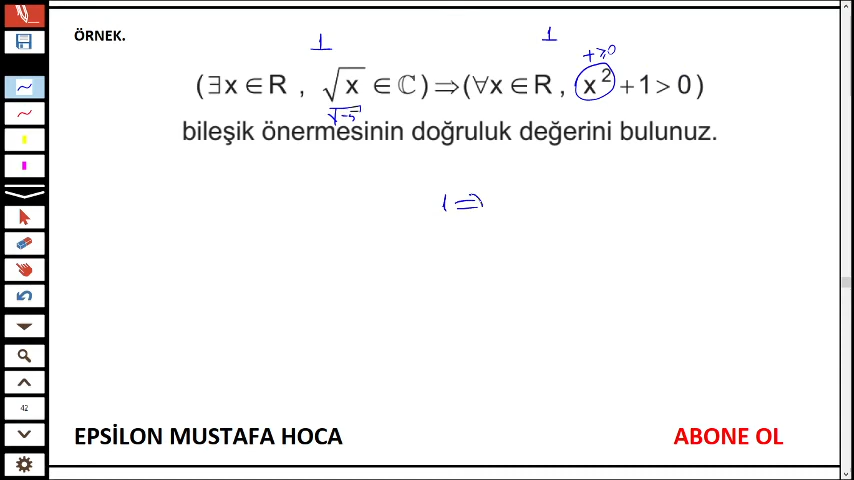 ÖRNEK.
1 1
+ ≥0
(∃x ∈ R , √x ∈ ℂ) ⇒ (∀x ∈ R , x² + 1 > 0)
√-5
bileşik önermesinin doğruluk değerini bulunuz.
1 ⇒
42
EPSİLON MUSTAFA HOCA ABONE OL